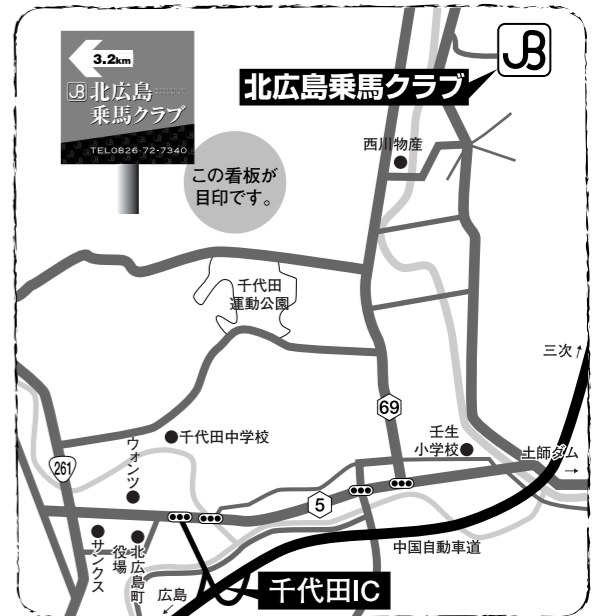 3.2km
JB 北広島
乗馬クラブ
TEL0826-72-7340
この看板が
目印です。
北広島乗馬クラブ
JB
西川物産
千代田
運動公園
三次
69
千代田中学校
壬生
小学校
土師ダム
261
ウォンツ
5
サンクス
北広島町
役場
広島
中国自動車道
千代田IC